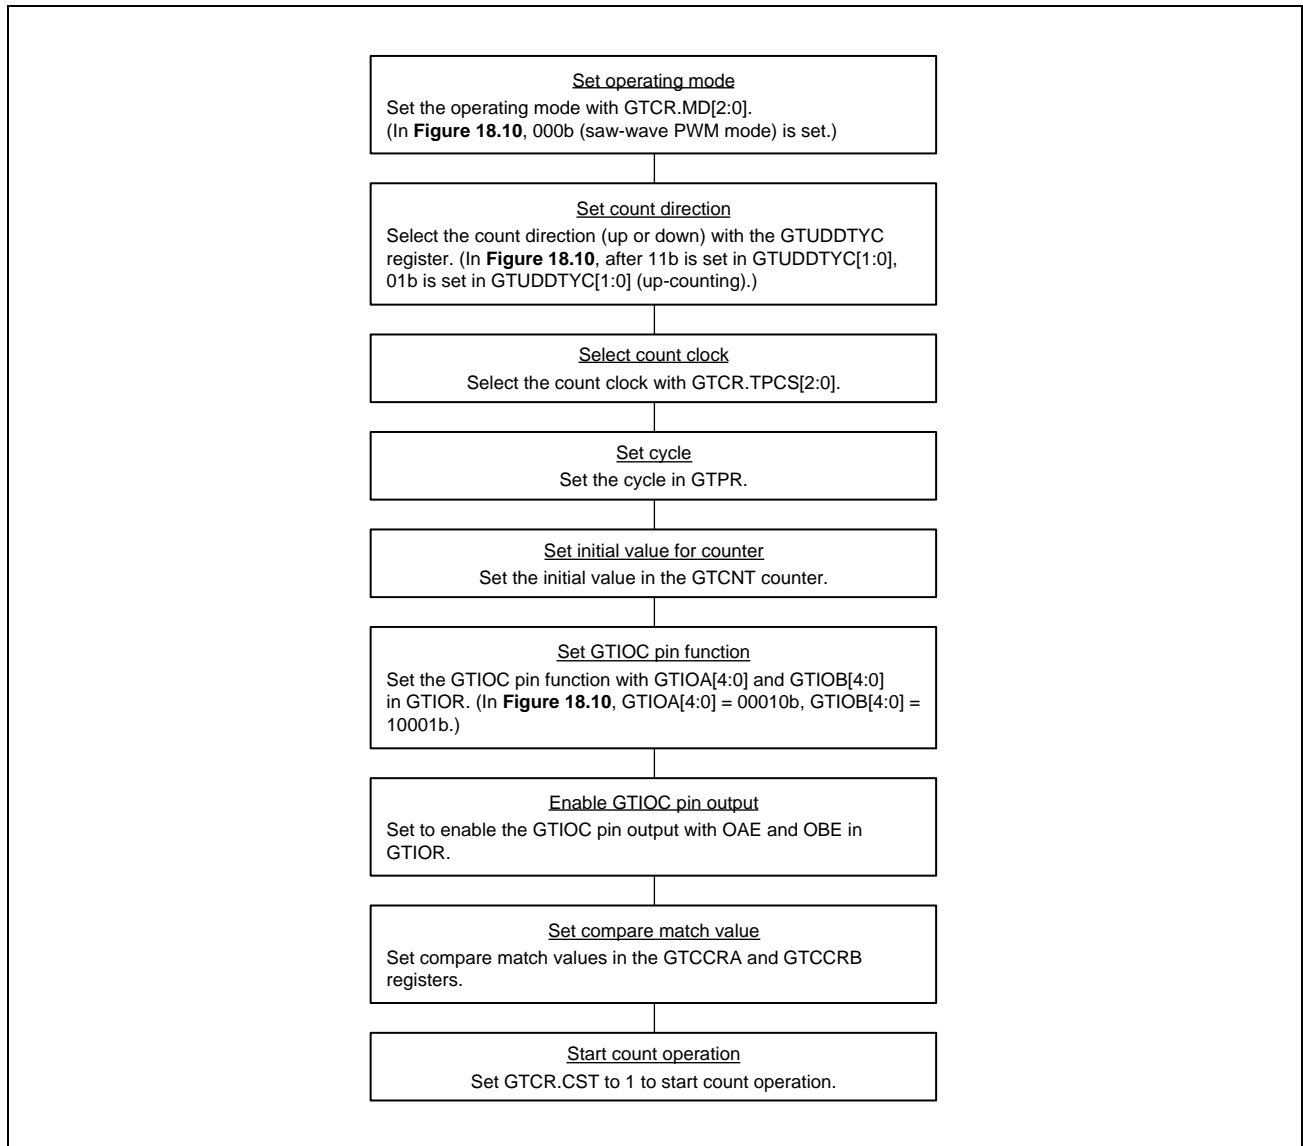 Set operating mode
Set the operating mode with GTCR.MD[2:0].
(In Figure 18.10, 000b (saw-wave PWM mode) is set.)
Set count direction
Select the count direction (up or down) with the GTUDDTYC
register. (In Figure 18.10, after 11b is set in GTUDDTYC[1:0],
01b is set in GTUDDTYC[1:0] (up-counting).)
Select count clock
Select the count clock with GTCR.TPCS[2:0].
Set cycle
Set the cycle in GTPR.
Set initial value for counter
Set the initial value in the GTCNT counter.
Set GTIOC pin function
Set the GTIOC pin function with GTIOA[4:0] and GTIOB[4:0]
in GTIOR. (In Figure 18.10, GTIOA[4:0] = 00010b, GTIOB[4:0] =
10001b.)
Enable GTIOC pin output
Set to enable the GTIOC pin output with OAE and OBE in
GTIOR.
Set compare match value
Set compare match values in the GTCCRA and GTCCRB
registers.
Start count operation
Set GTCR.CST to 1 to start count operation.